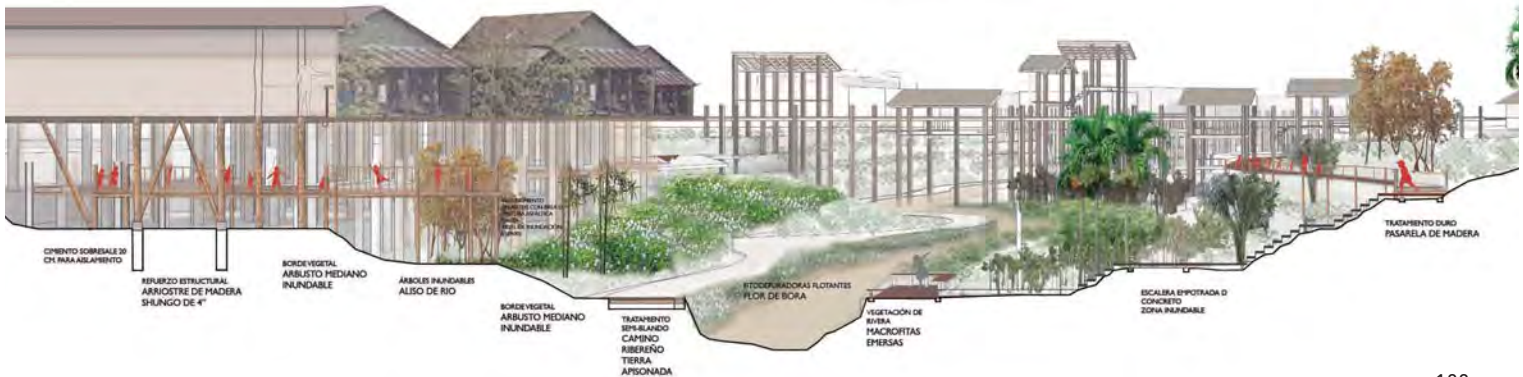 CIMIENTO SOBRESALE 20
CM. PARA AISLAMIENTO
REFUERZO ESTRUCTURAL
ARRIOSTRE DE MADERA
SHUNGO DE 4"
BORDE VEGETAL
ARBUSTO MEDIANO
INUNDABLE
ÁRBOLES INUNDABLES
ALISO DE RIO
BORDE VEGETAL
ARBUSTO MEDIANO
INUNDABLE
TRATAMIENTO
SEMI-BLANDO
CAMINO
RIBEREÑO
TIERRA
APISONADA
FITODEPURADORAS FLOTANTES
FLOR DE BORA
VEGETACIÓN DE
RIVERA
MACROFITAS
EMERSAS
ESCALERA EMPOTRADA D
CONCRETO
ZONA INUNDABLE
TRATAMIENTO DURO
PASARELA DE MADERA